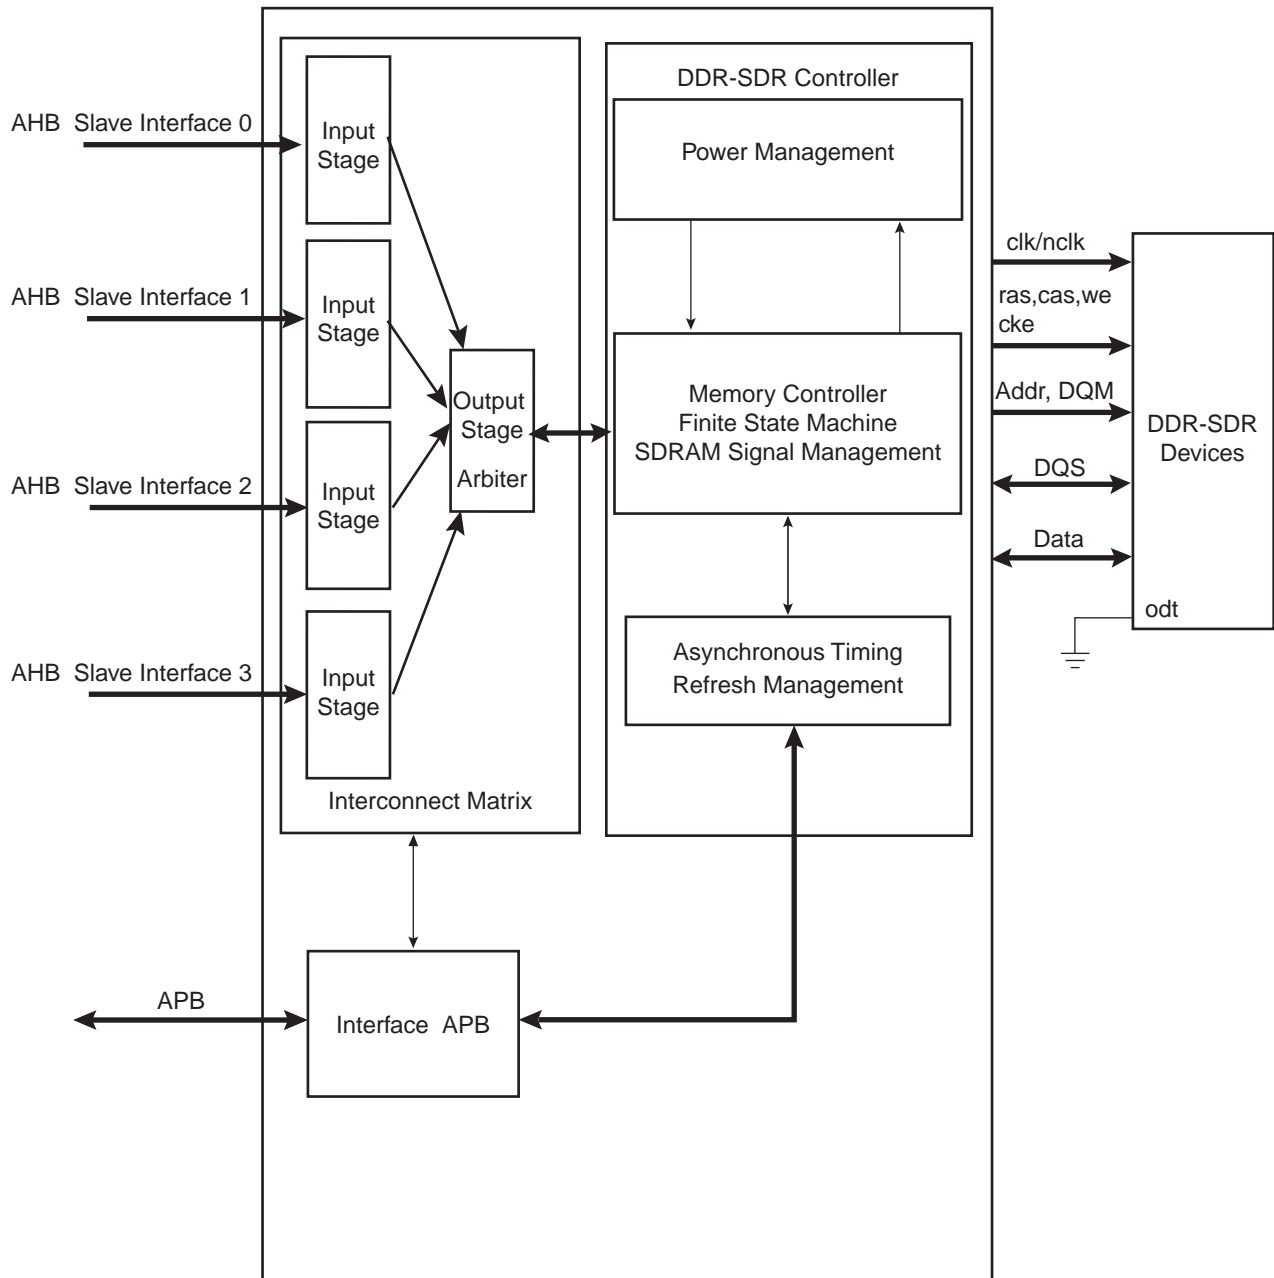 AHB Slave Interface 0
Input
Stage
AHB Slave Interface 1
Input
Stage
AHB Slave Interface 2
Input
Stage
AHB Slave Interface 3
Input
Stage
Output
Stage
Arbiter
Interconnect Matrix
DDR-SDR Controller
Power Management
Memory Controller
Finite State Machine
SDRAM Signal Management
Asynchronous Timing
Refresh Management
clk/nclk
ras,cas,we
cke
Addr, DQM
DQS
Data
DDR-SDR
Devices
odt
APB
Interface APB